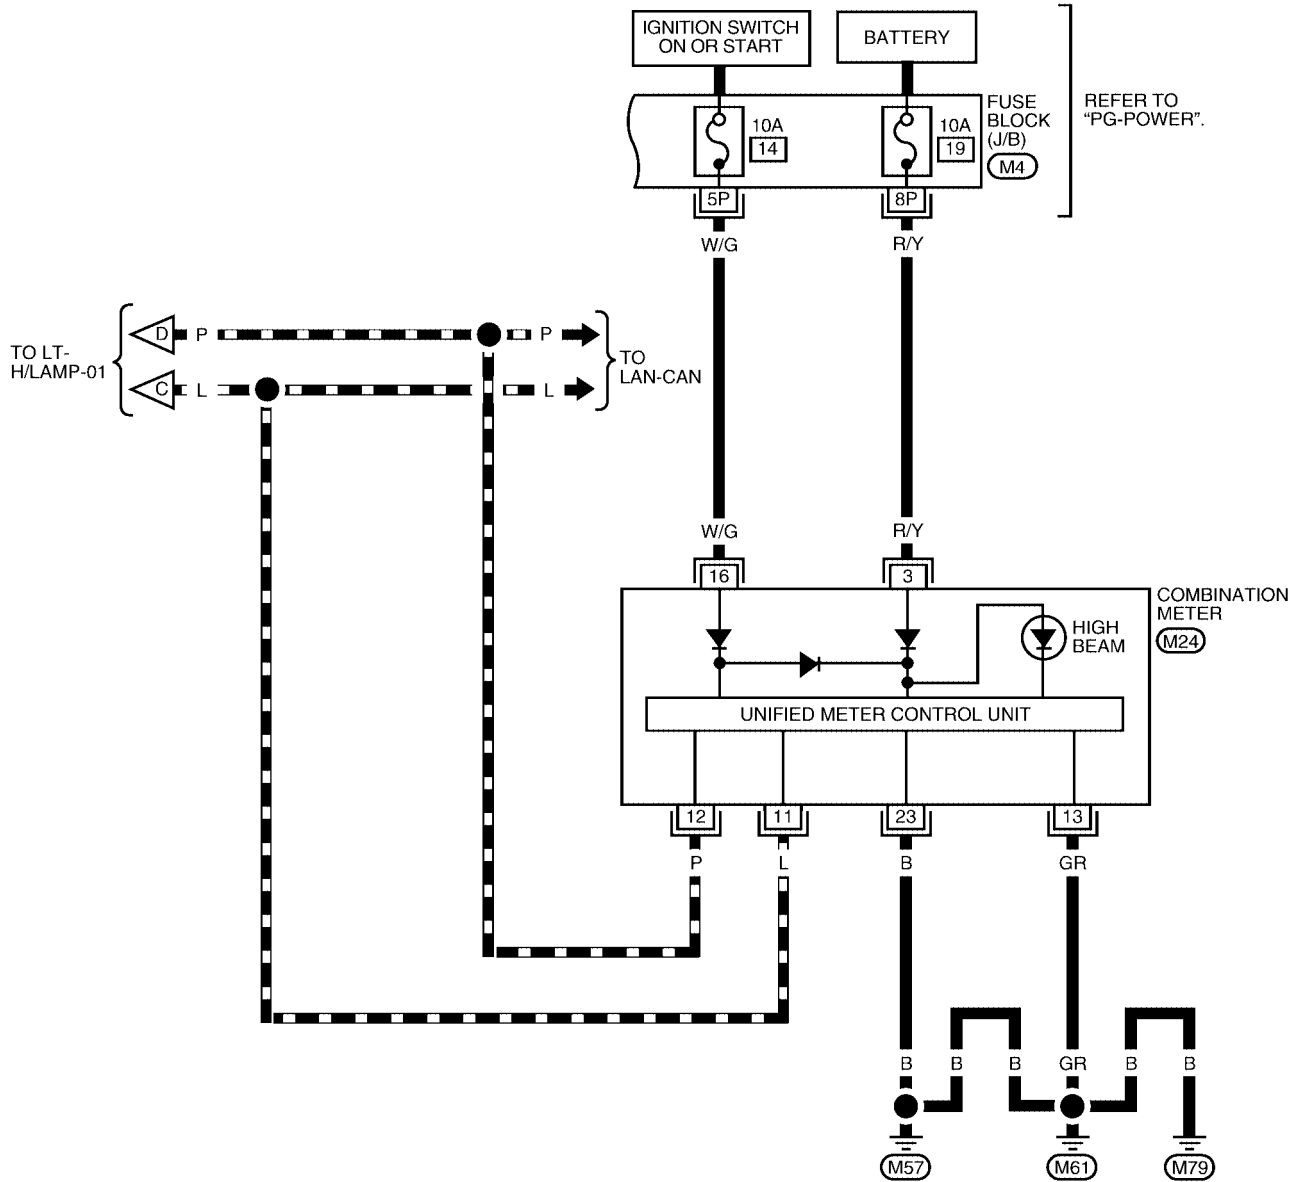 IGNITION SWITCH
ON OR START
BATTERY
FUSE
BLOCK
(J/B)
M4
REFER TO
“PG-POWER”.
10A
14
10A
19
5P
8P
W/G
R/Y
TO LT-
H/LAMP-01
D
P
P
C
L
L
TO
LAN-CAN
W/G
R/Y
16
3
COMBINATION
METER
M24
HIGH
BEAM
UNIFIED METER CONTROL UNIT
12
11
23
13
P
L
B
GR
B
B
B
GR
B
B
M57
M61
M79